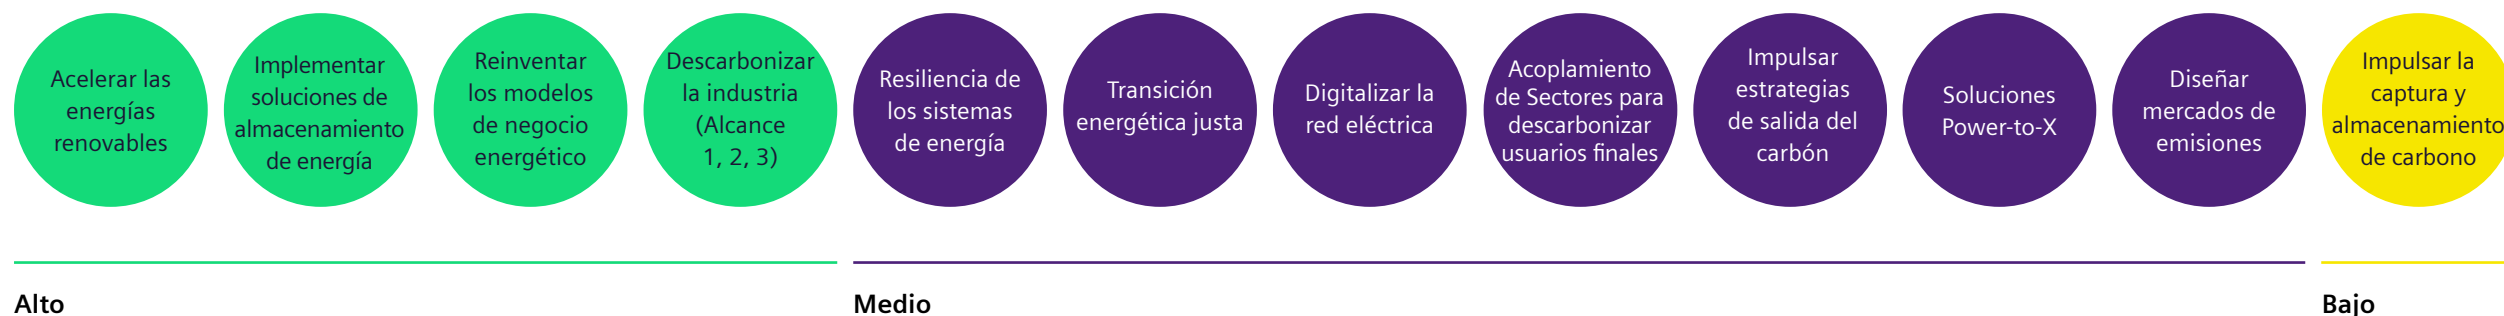 Acelerar las
energías
renovables
Implementar
soluciones de
almacenamiento
de energía
Reinventar
los modelos
de negocio
energético
Descarbonizar
la industria
(Alcance
1, 2, 3)
Resiliencia de
los sistemas
de energía
Transición
energética justa
Digitalizar la
red eléctrica
Acoplamiento
de Sectores para
descarbonizar
usuarios finales
Impulsar
estrategias
de salida del
carbón
Soluciones
Power-to-X
Diseñar
mercados de
emisiones
Impulsar la
captura y
almacenamiento
de carbono
Alto
Medio
Bajo